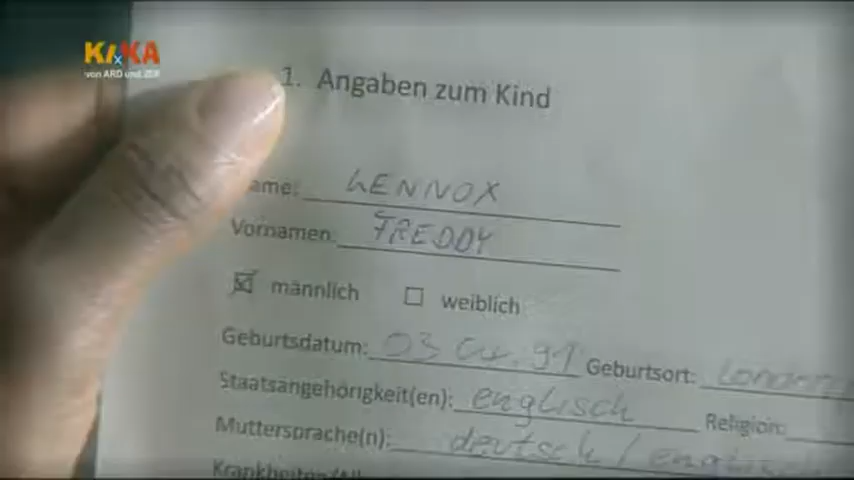 KiKA
von ARD und ZDF
1. Angaben zum Kind
ame: LENNOX
Vornamen: FREDDY
männlich weiblich
Geburtsdatum: 03 91 Geburtsort:
Staatsangehörigkeit(en): englisch Religion:
Muttersprache(n): deutsch / englisch